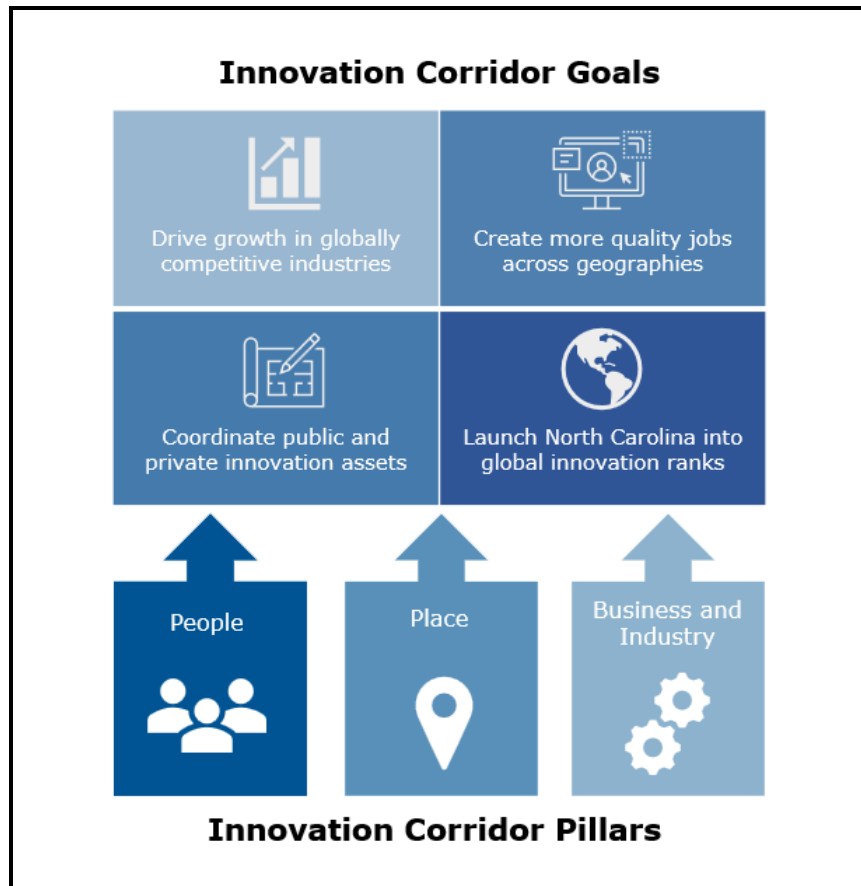 Innovation Corridor Goals
Drive growth in globally
competitive industries
Create more quality jobs
across geographies
Coordinate public and
private innovation assets
Launch North Carolina into
global innovation ranks
People
Place
Business and
Industry
Innovation Corridor Pillars